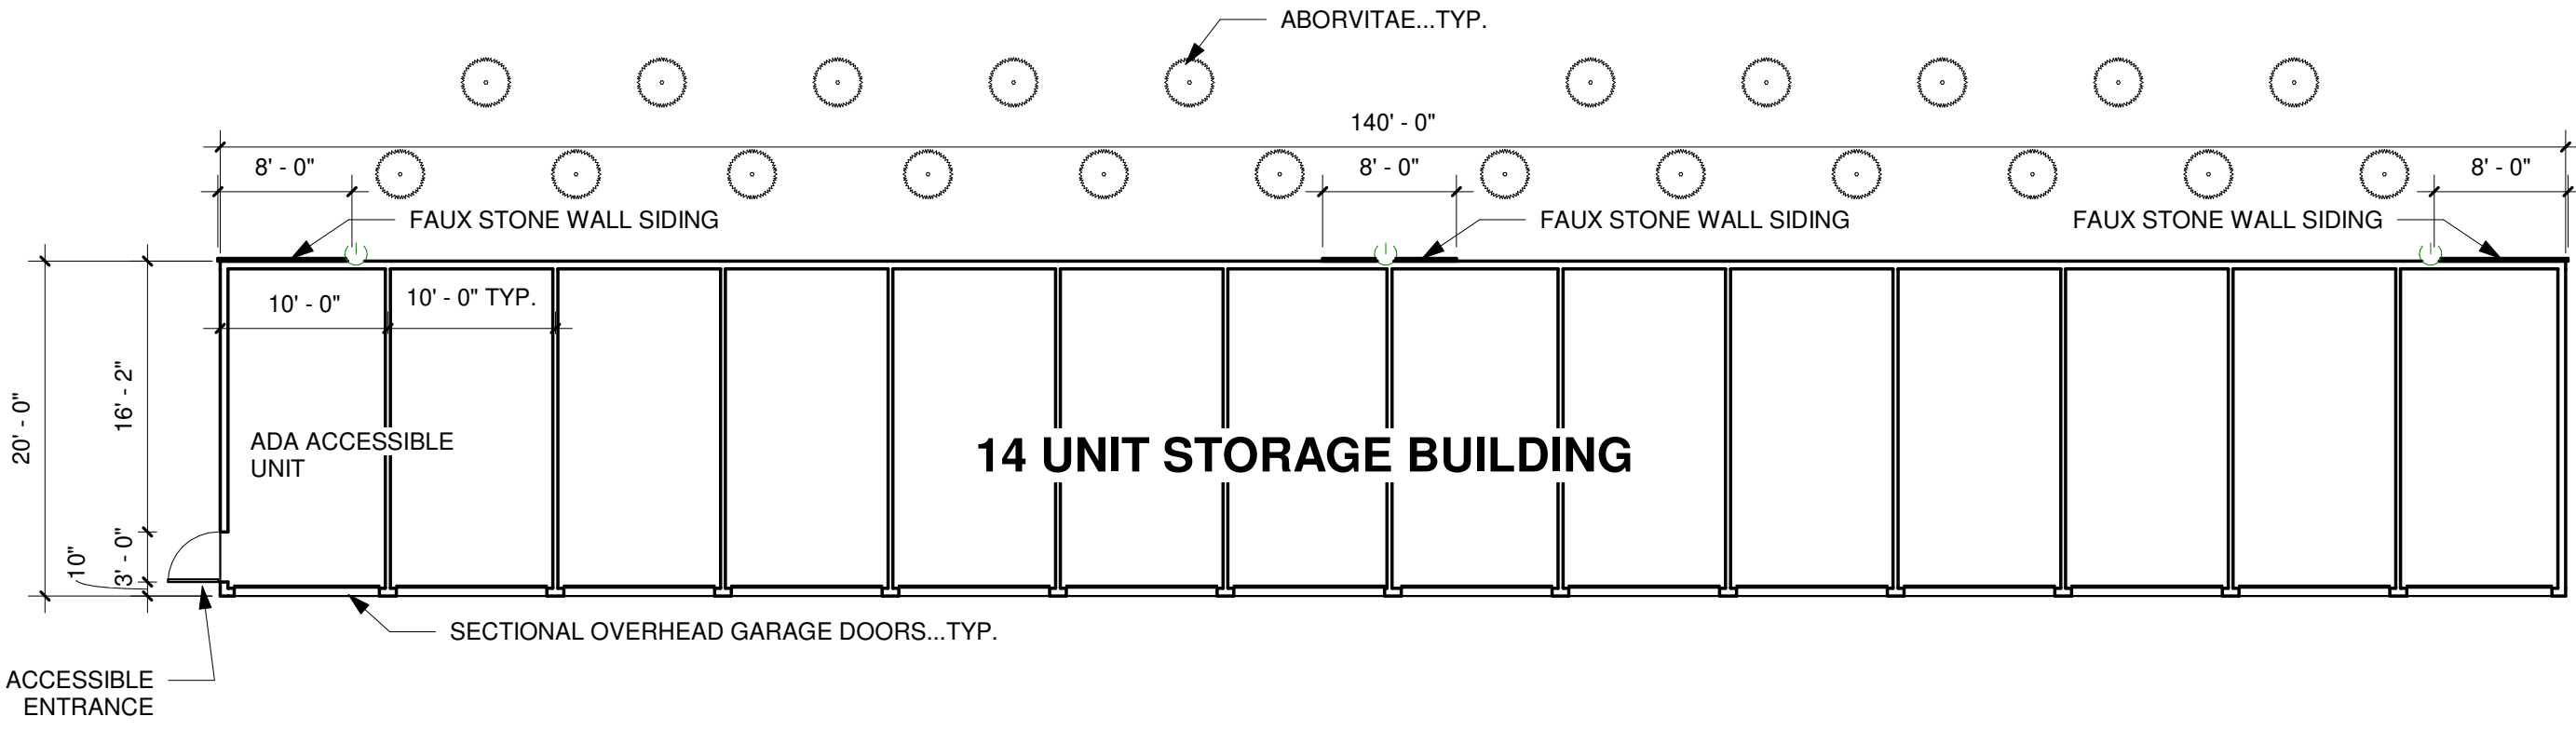 ABORVITAE...TYP.
140' - 0"
8' - 0"
8' - 0"
8' - 0"
FAUX STONE WALL SIDING
FAUX STONE WALL SIDING
FAUX STONE WALL SIDING
10' - 0"
10' - 0" TYP.
20' - 0"
16' - 2"
3' - 0"
10"
ADA ACCESSIBLE
UNIT
14 UNIT STORAGE BUILDING
SECTIONAL OVERHEAD GARAGE DOORS...TYP.
ACCESSIBLE
ENTRANCE